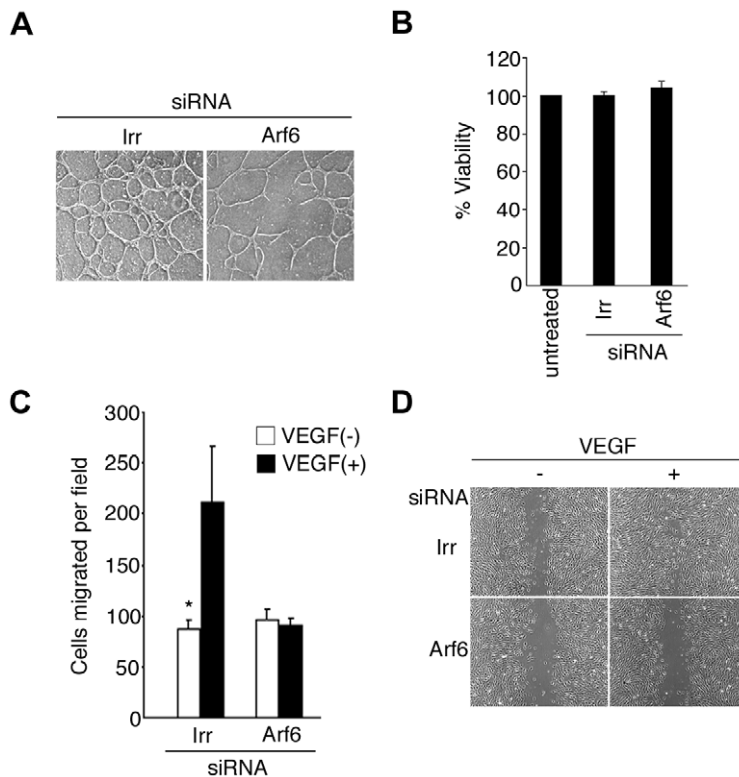 A
siRNA
Irr Arf6
B
% Viability
120
100
80
60
40
20
0
untreated
Irr
Arf6
siRNA
C
Cells migrated per field
300
250
200
150
100
50
0
VEGF(-)
VEGF(+)
*
Irr Arf6
siRNA
D
VEGF
- +
siRNA
Irr
Arf6